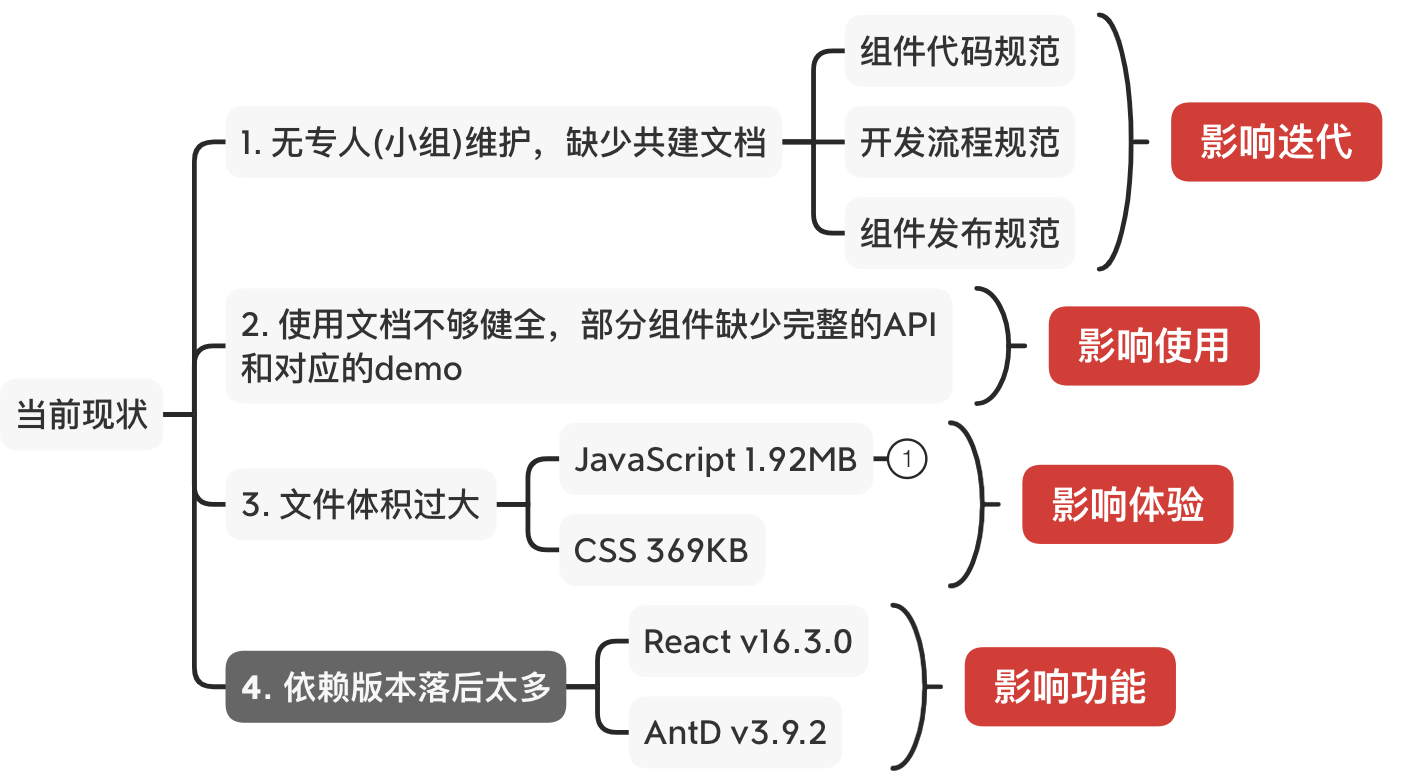 当前现状
1. 无专人(小组)维护，缺少共建文档
组件代码规范
开发流程规范
组件发布规范
影响迭代
2. 使用文档不够健全，部分组件缺少完整的API
和对应的demo
影响使用
3. 文件体积过大
JavaScript 1.92MB
1
CSS 369KB
影响体验
4. 依赖版本落后太多
React v16.3.0
AntD v3.9.2
影响功能